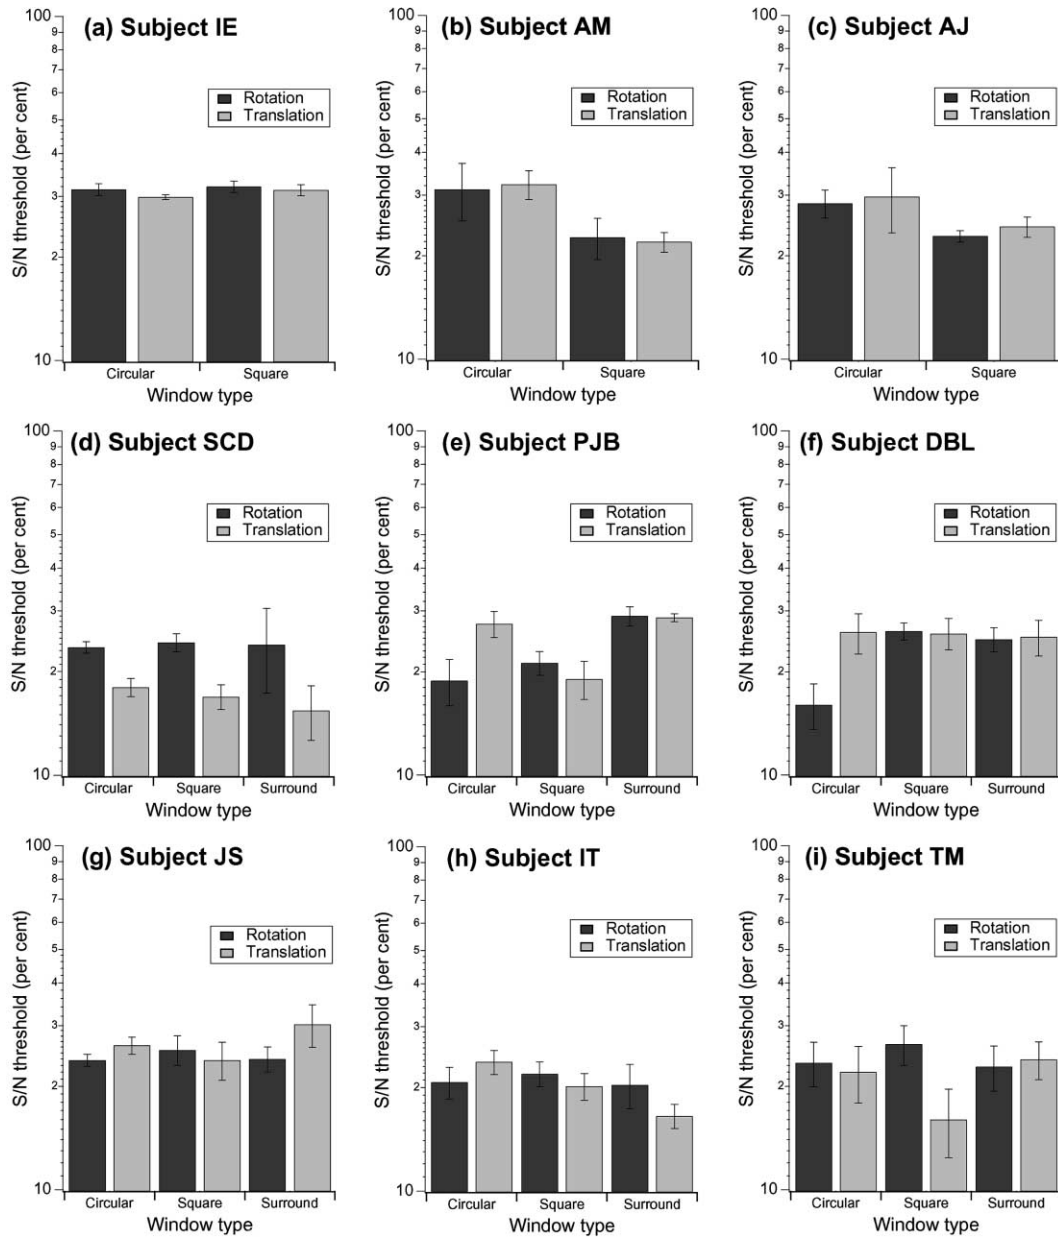 (a) Subject IE
100
9
8
7
6
5
4
3
2
10
S/N threshold (per cent)
Rotation
Translation
Circular
Square
Window type
(b) Subject AM
100
9
8
7
6
5
4
3
2
10
S/N threshold (per cent)
Rotation
Translation
Circular
Square
Window type
(c) Subject AJ
100
9
8
7
6
5
4
3
2
10
S/N threshold (per cent)
Rotation
Translation
Circular
Square
Window type
(d) Subject SCD
100
9
8
7
6
5
4
3
2
10
S/N threshold (per cent)
Rotation
Translation
Circular
Square
Surround
Window type
(e) Subject PJB
100
9
8
7
6
5
4
3
2
10
S/N threshold (per cent)
Rotation
Translation
Circular
Square
Surround
Window type
(f) Subject DBL
100
9
8
7
6
5
4
3
2
10
S/N threshold (per cent)
Rotation
Translation
Circular
Square
Surround
Window type
(g) Subject JS
100
9
8
7
6
5
4
3
2
10
S/N threshold (per cent)
Rotation
Translation
Circular
Square
Surround
Window type
(h) Subject IT
100
9
8
7
6
5
4
3
2
10
S/N threshold (per cent)
Rotation
Translation
Circular
Square
Surround
Window type
(i) Subject TM
100
9
8
7
6
5
4
3
2
10
S/N threshold (per cent)
Rotation
Translation
Circular
Square
Surround
Window type